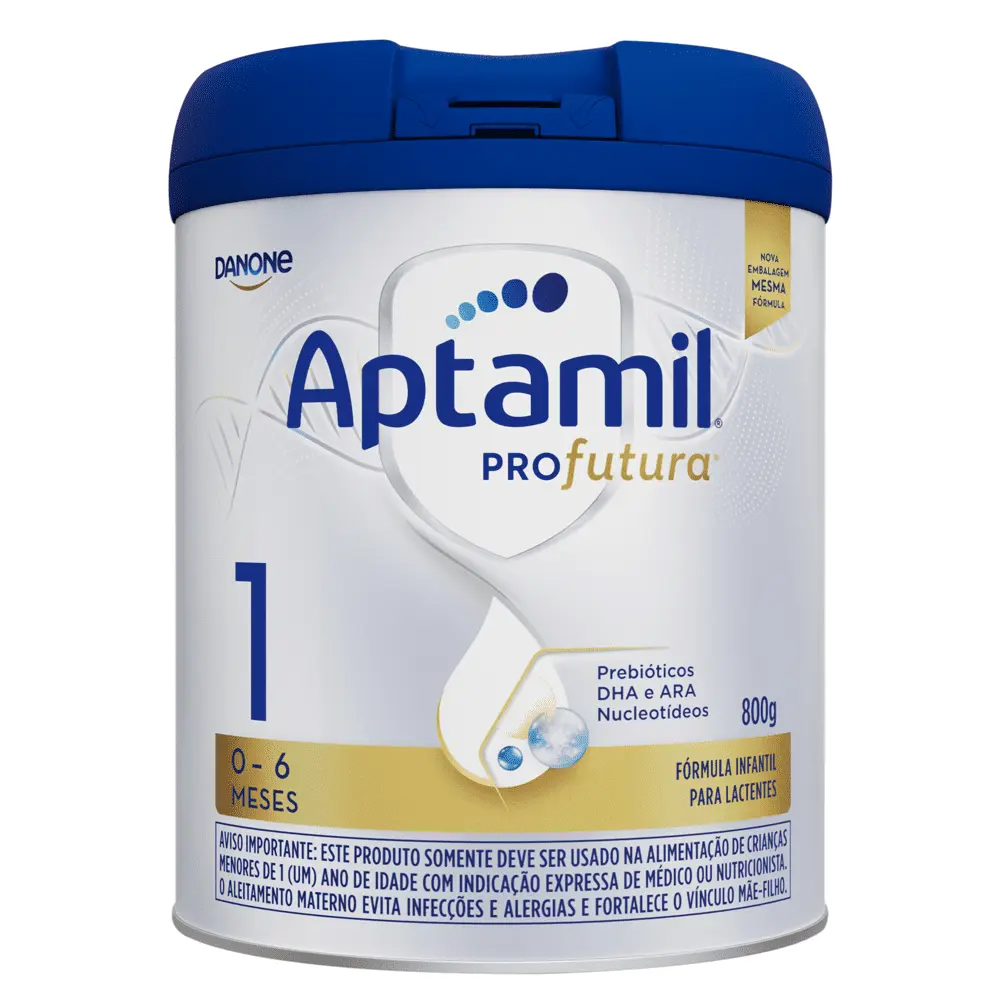 DANONE
NOVA
EMBALAGEM
MESMA
FÓRMULA
Aptamil®
PROfutura
1
Prebióticos
DHA e ARA
Nucleotídeos
800g
0 - 6
MESES
FÓRMULA INFANTIL
PARA LACTENTES
AVISO IMPORTANTE: ESTE PRODUTO SOMENTE DEVE SER USADO NA ALIMENTAÇÃO DE CRIANÇAS
MENORES DE 1 (UM) ANO DE IDADE COM INDICAÇÃO EXPRESSA DE MÉDICO OU NUTRICIONISTA.
O ALEITAMENTO MATERNO EVITA INFECÇÕES E ALERGIAS E FORTALECE O VÍNCULO MÃE-FILHO.